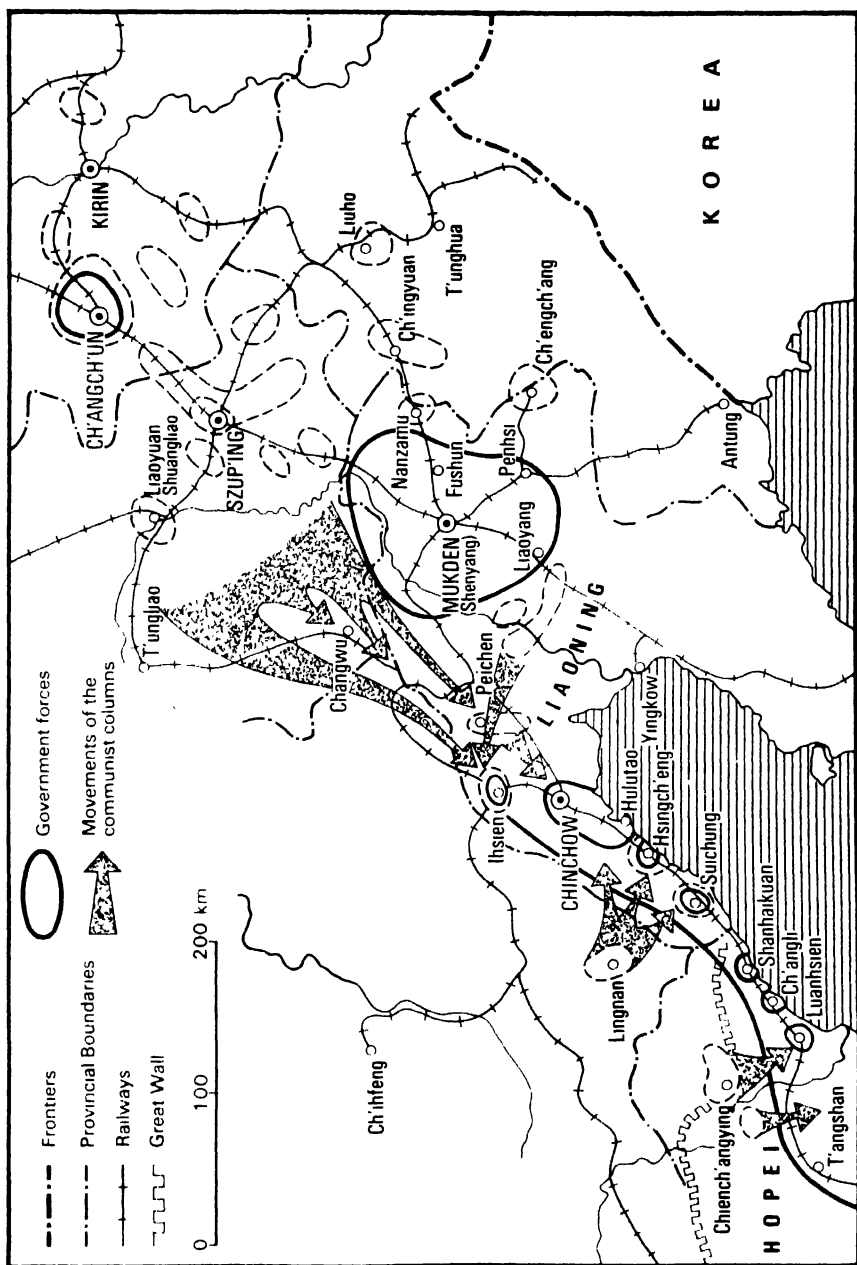 Frontiers
Provincial Boundaries
Railways
Great Wall
Government forces
Movements of the
communist columns
0 100 200 km
KIRIN
CH'ANGCH'UN
Liaoyuan
Shuangliao
SZUP'ING
T'ungliao
Liuho
T'unghua
Ch'ingyuan
Ch'engch'ang
Nanzamu
Fushun
Penhsi
MUKDEN
(Shenyang)
Liaoyang
Antung
KOREA
Changwu
Peichen
LIAONING
Ihsien
CHINCHOW
Yingkow
Hulutao
Hsingch'eng
Suichung
Shanhaikuan
Ch'angli
Luanhsien
Lingnan
Ch'ihfeng
Chiench'angying
T'angshan
HOPEI